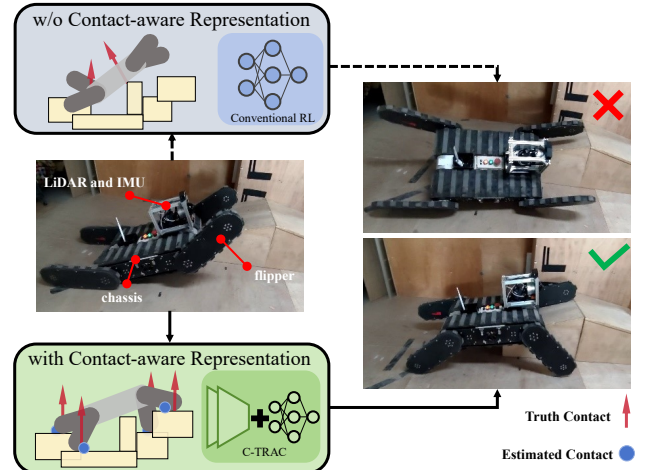 w/o Contact-aware Representation
Conventional RL
LiDAR and IMU
flipper
chassis
with Contact-aware Representation
C-TRAC
Truth Contact
Estimated Contact